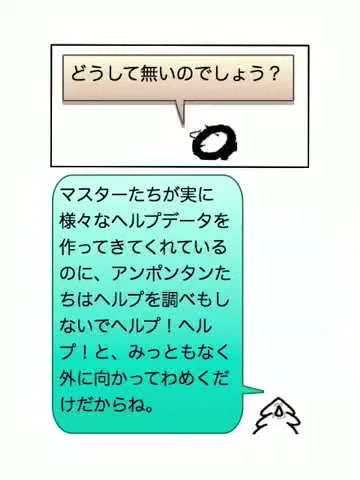 どうして無いのでしょう？
マスターたちが実に
様々なヘルプデータを
作ってきてくれている
のに、アンポンタンた
ちはヘルプを調べもし
ないでヘルプ！ヘル
プ！と、みっともなく
外に向かってわめくだ
けだからね。